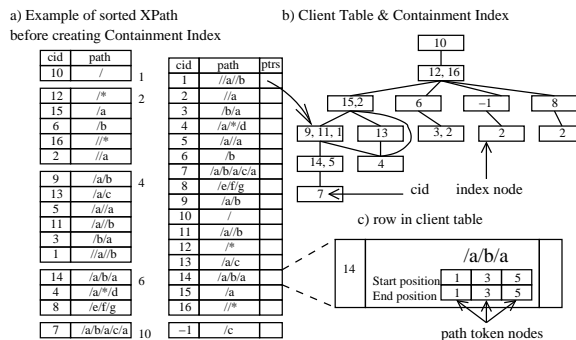 a) Example of sorted XPath
before creating Containment Index
cid path
10 / 1
12 /* 2
15 /a
6 /b
16 //*
2 //a
9 /a/b 4
13 /a/c
5 /a//a
11 /a//b
3 /b/a
1 //a//b
14 /a/b/a 6
4 /a/*/d
8 /e/f/g
7 /a/b/a/c/a 10
cid path ptrs
1 //a//b
2 //a
3 /b/a
4 /a/*/d
5 /a//a
6 /b
7 /a/b/a/c/a
8 /e/f/g
9 /a/b
10 /
11 /a//b
12 /*
13 /a/c
14 /a/b/a
15 /a
16 //*
−1 /c
b) Client Table & Containment Index
10
12, 16
15,2 6 −1 8
9, 11, 1 13 3, 2 2 2
14, 5 4
7 cid index node
c) row in client table
14
/a/b/a
Start position 1 3 5
End position 1 3 5
path token nodes